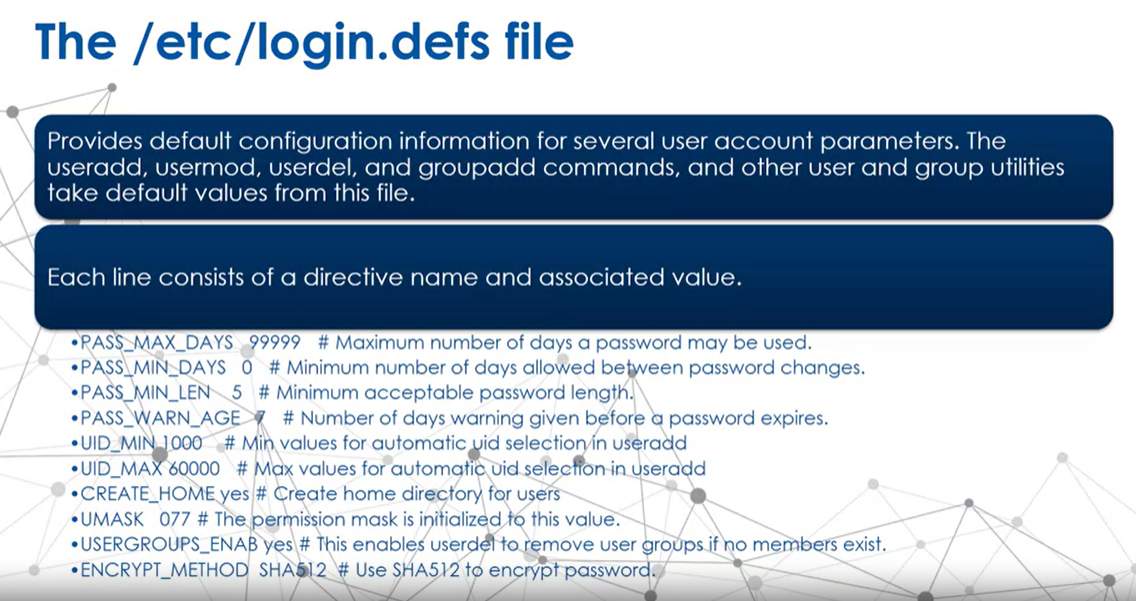 The /etc/login.defs file
Provides default configuration information for several user account parameters. The
useradd, usermod, userdel, and groupadd commands, and other user and group utilities
take default values from this file.
Each line consists of a directive name and associated value.
•PASS_MAX_DAYS 99999 # Maximum number of days a password may be used.
•PASS_MIN_DAYS 0 # Minimum number of days allowed between password changes.
•PASS_MIN_LEN 5 # Minimum acceptable password length.
•PASS_WARN_AGE 7 # Number of days warning given before a password expires.
•UID_MIN 1000 # Min values for automatic uid selection in useradd
•UID_MAX 60000 # Max values for automatic uid selection in useradd
•CREATE_HOME yes # Create home directory for users
•UMASK 077 # The permission mask is initialized to this value.
•USERGROUPS_ENAB yes # This enables userdel to remove user groups if no members exist.
•ENCRYPT_METHOD SHA512 # Use SHA512 to encrypt password.